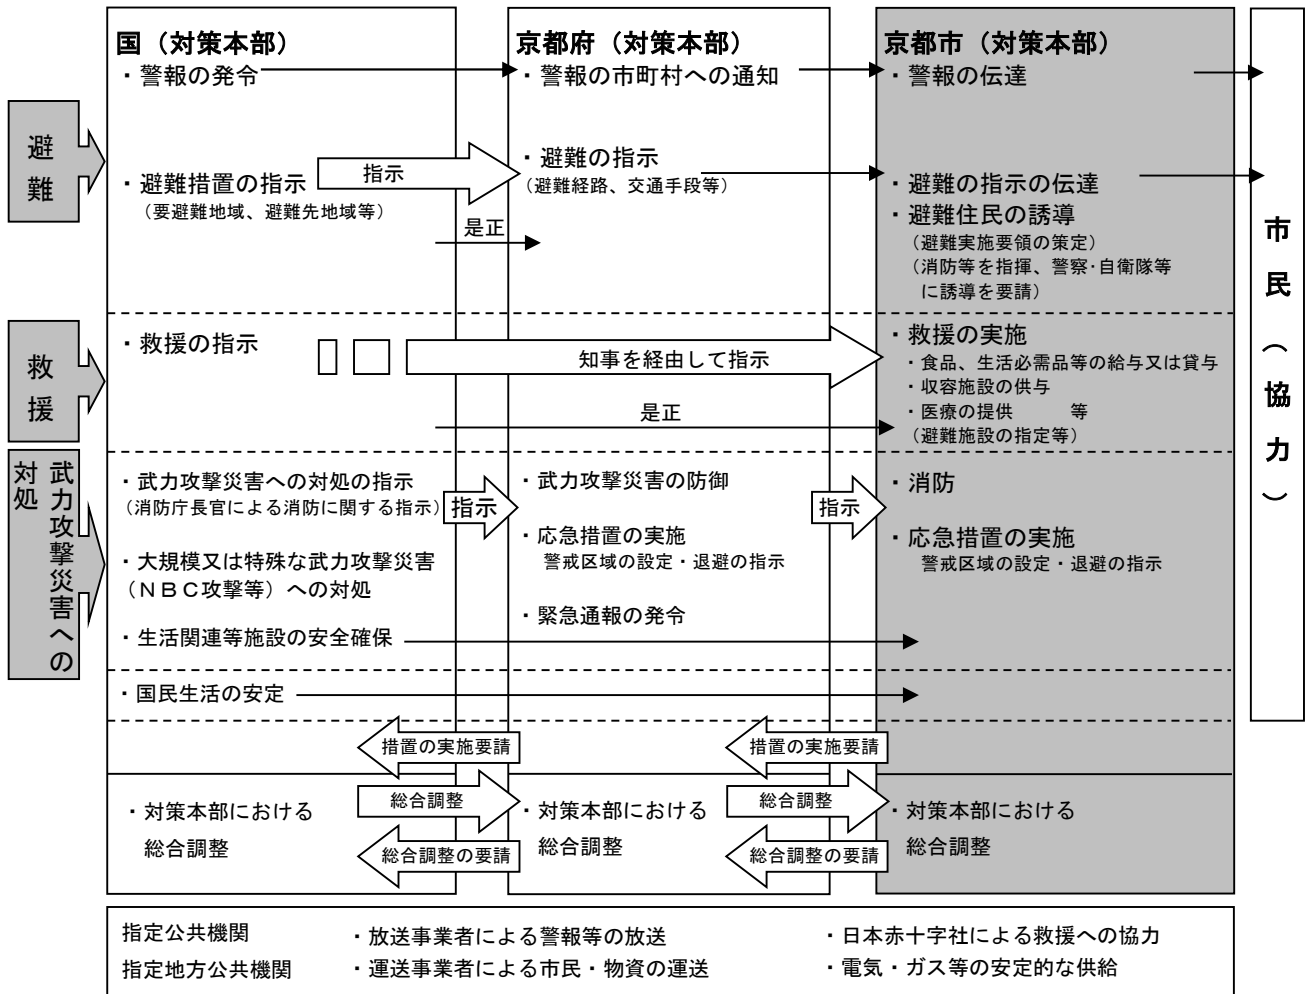 国（対策本部）
・警報の発令
避難
・避難措置の指示
（要避難地域、避難先地域等）
指示
是正
京都府（対策本部）
・警報の市町村への通知
・避難の指示
（避難経路、交通手段等）
京都市（対策本部）
・警報の伝達
・避難の指示の伝達
・避難住民の誘導
（避難実施要領の策定）
（消防等を指揮、警察・自衛隊等
に誘導を要請）
市民（協力）
救援
・救援の指示
知事を経由して指示
是正
・救援の実施
・食品、生活必需品等の給与又は貸与
・収容施設の供与
・医療の提供　　等
（避難施設の指定等）
武力攻撃災害への
対処
・武力攻撃災害への対処の指示
（消防庁長官による消防に関する指示）
・大規模又は特殊な武力攻撃災害
（ＮＢＣ攻撃等）への対処
・生活関連等施設の安全確保
指示
・武力攻撃災害の防御
・応急措置の実施
警戒区域の設定・退避の指示
・緊急通報の発令
指示
・消防
・応急措置の実施
警戒区域の設定・退避の指示
・国民生活の安定
措置の実施要請
措置の実施要請
・対策本部における
総合調整
総合調整
総合調整の要請
・対策本部における
総合調整
総合調整
総合調整の要請
・対策本部における
総合調整
指定公共機関
指定地方公共機関
・放送事業者による警報等の放送
・運送事業者による市民・物資の運送
・日本赤十字社による救援への協力
・電気・ガス等の安定的な供給